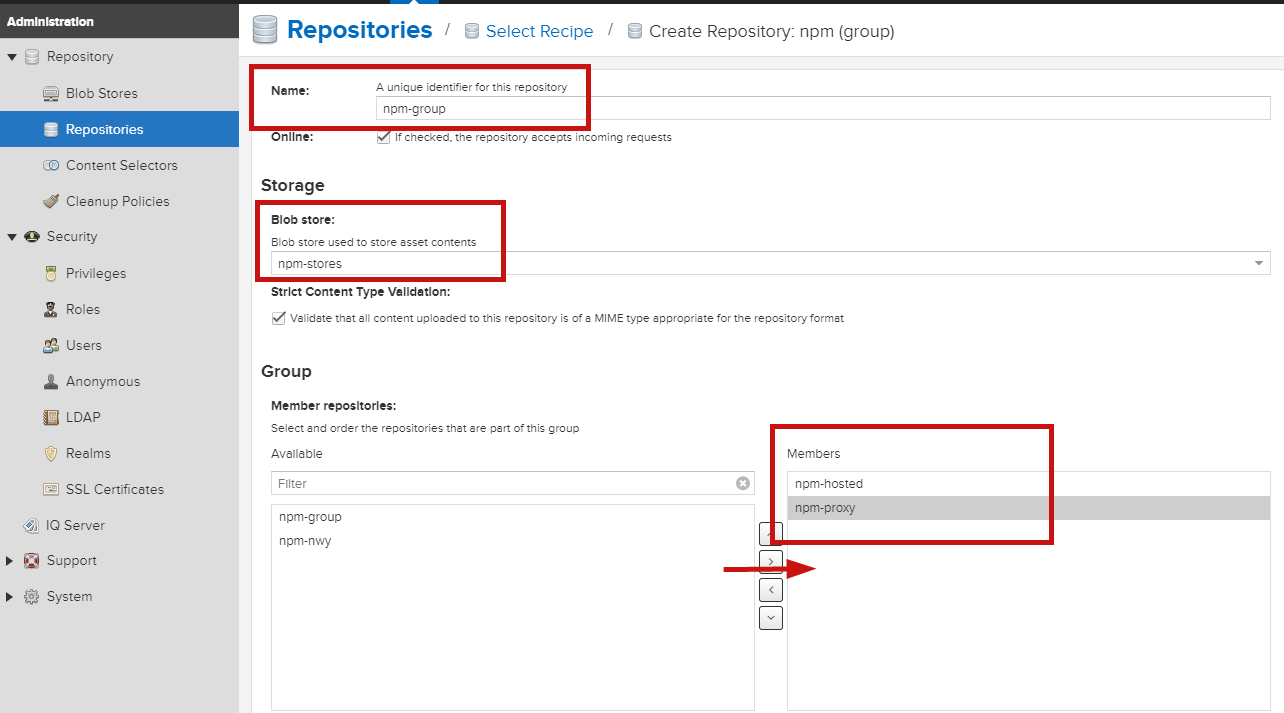 Administration
Repositories / Select Recipe / Create Repository: npm (group)
Repository
Blob Stores
Repositories
Content Selectors
Cleanup Policies
Security
Privileges
Roles
Users
Anonymous
LDAP
Realms
SSL Certificates
IQ Server
Support
System
Name:
A unique identifier for this repository
npm-group
Online:
If checked, the repository accepts incoming requests
Storage
Blob store:
Blob store used to store asset contents
npm-stores
Strict Content Type Validation:
Validate that all content uploaded to this repository is of a MIME type appropriate for the repository format
Group
Member repositories:
Select and order the repositories that are part of this group
Available
Filter
npm-group
npm-nwy
Members
npm-hosted
npm-proxy